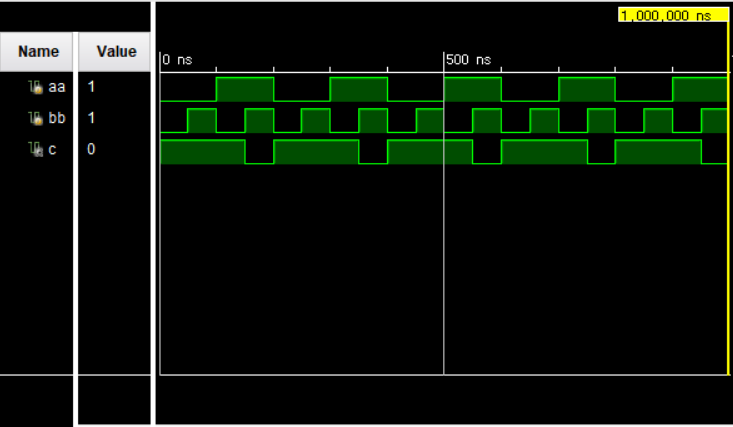 1,000,000 ns
Name Value
0 ns 500 ns
aa 1
bb 1
c 0